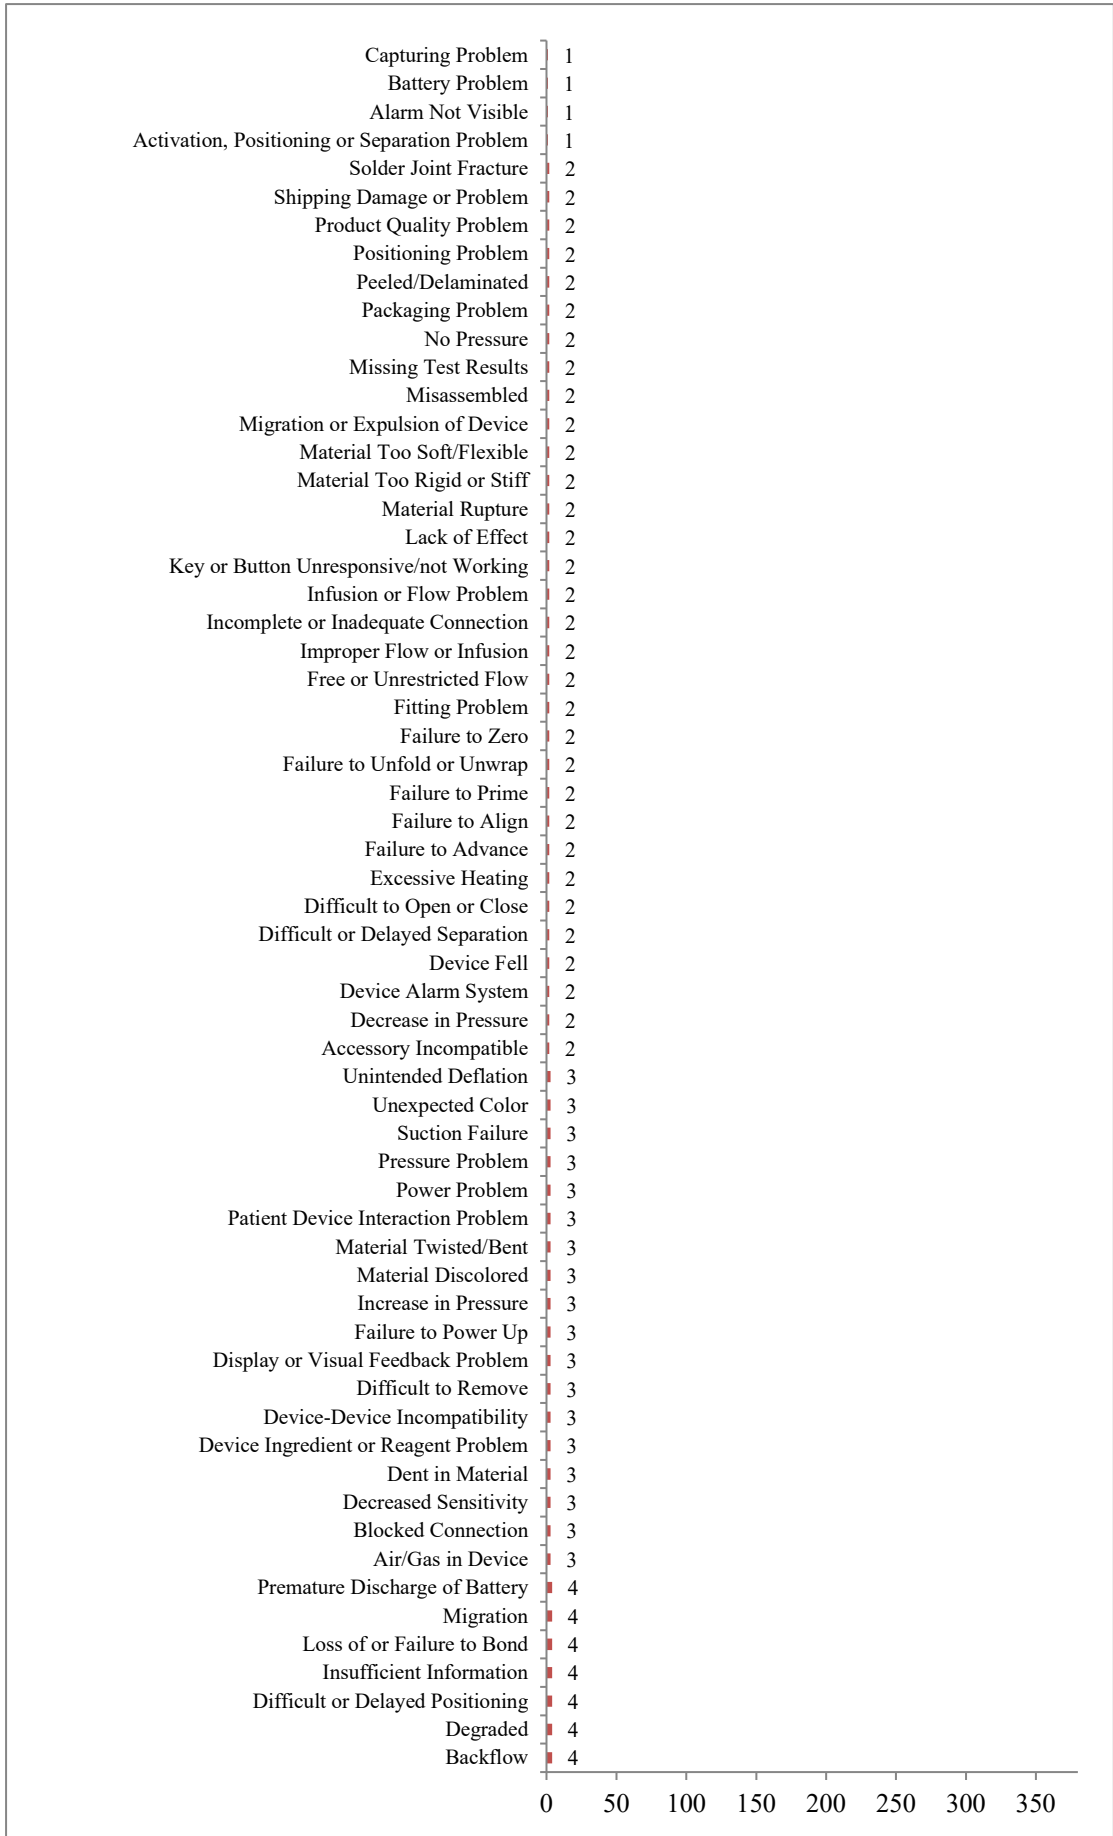 Capturing Problem 1
Battery Problem 1
Alarm Not Visible 1
Activation, Positioning or Separation Problem 1
Solder Joint Fracture 2
Shipping Damage or Problem 2
Product Quality Problem 2
Positioning Problem 2
Peeled/Delaminated 2
Packaging Problem 2
No Pressure 2
Missing Test Results 2
Misassembled 2
Migration or Expulsion of Device 2
Material Too Soft/Flexible 2
Material Too Rigid or Stiff 2
Material Rupture 2
Lack of Effect 2
Key or Button Unresponsive/not Working 2
Infusion or Flow Problem 2
Incomplete or Inadequate Connection 2
Improper Flow or Infusion 2
Free or Unrestricted Flow 2
Fitting Problem 2
Failure to Zero 2
Failure to Unfold or Unwrap 2
Failure to Prime 2
Failure to Align 2
Failure to Advance 2
Excessive Heating 2
Difficult to Open or Close 2
Difficult or Delayed Separation 2
Device Fell 2
Device Alarm System 2
Decrease in Pressure 2
Accessory Incompatible 2
Unintended Deflation 3
Unexpected Color 3
Suction Failure 3
Pressure Problem 3
Power Problem 3
Patient Device Interaction Problem 3
Material Twisted/Bent 3
Material Discolored 3
Increase in Pressure 3
Failure to Power Up 3
Display or Visual Feedback Problem 3
Difficult to Remove 3
Device-Device Incompatibility 3
Device Ingredient or Reagent Problem 3
Dent in Material 3
Decreased Sensitivity 3
Blocked Connection 3
Air/Gas in Device 3
Premature Discharge of Battery 4
Migration 4
Loss of or Failure to Bond 4
Insufficient Information 4
Difficult or Delayed Positioning 4
Degraded 4
Backflow 4
0 50 100 150 200 250 300 350